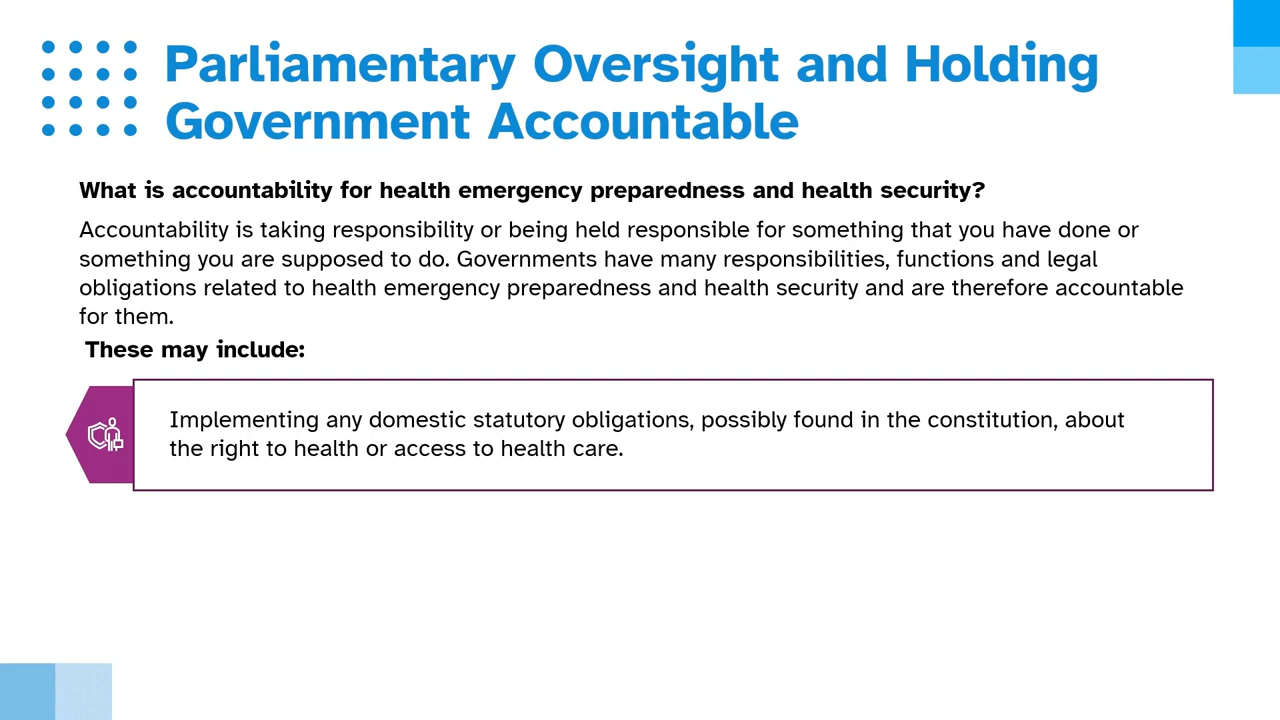 Parliamentary Oversight and Holding
Government Accountable
What is accountability for health emergency preparedness and health security?
Accountability is taking responsibility or being held responsible for something that you have done or
something you are supposed to do. Governments have many responsibilities, functions and legal
obligations related to health emergency preparedness and health security and are therefore accountable
for them.
These may include:
Implementing any domestic statutory obligations, possibly found in the constitution, about
the right to health or access to health care.